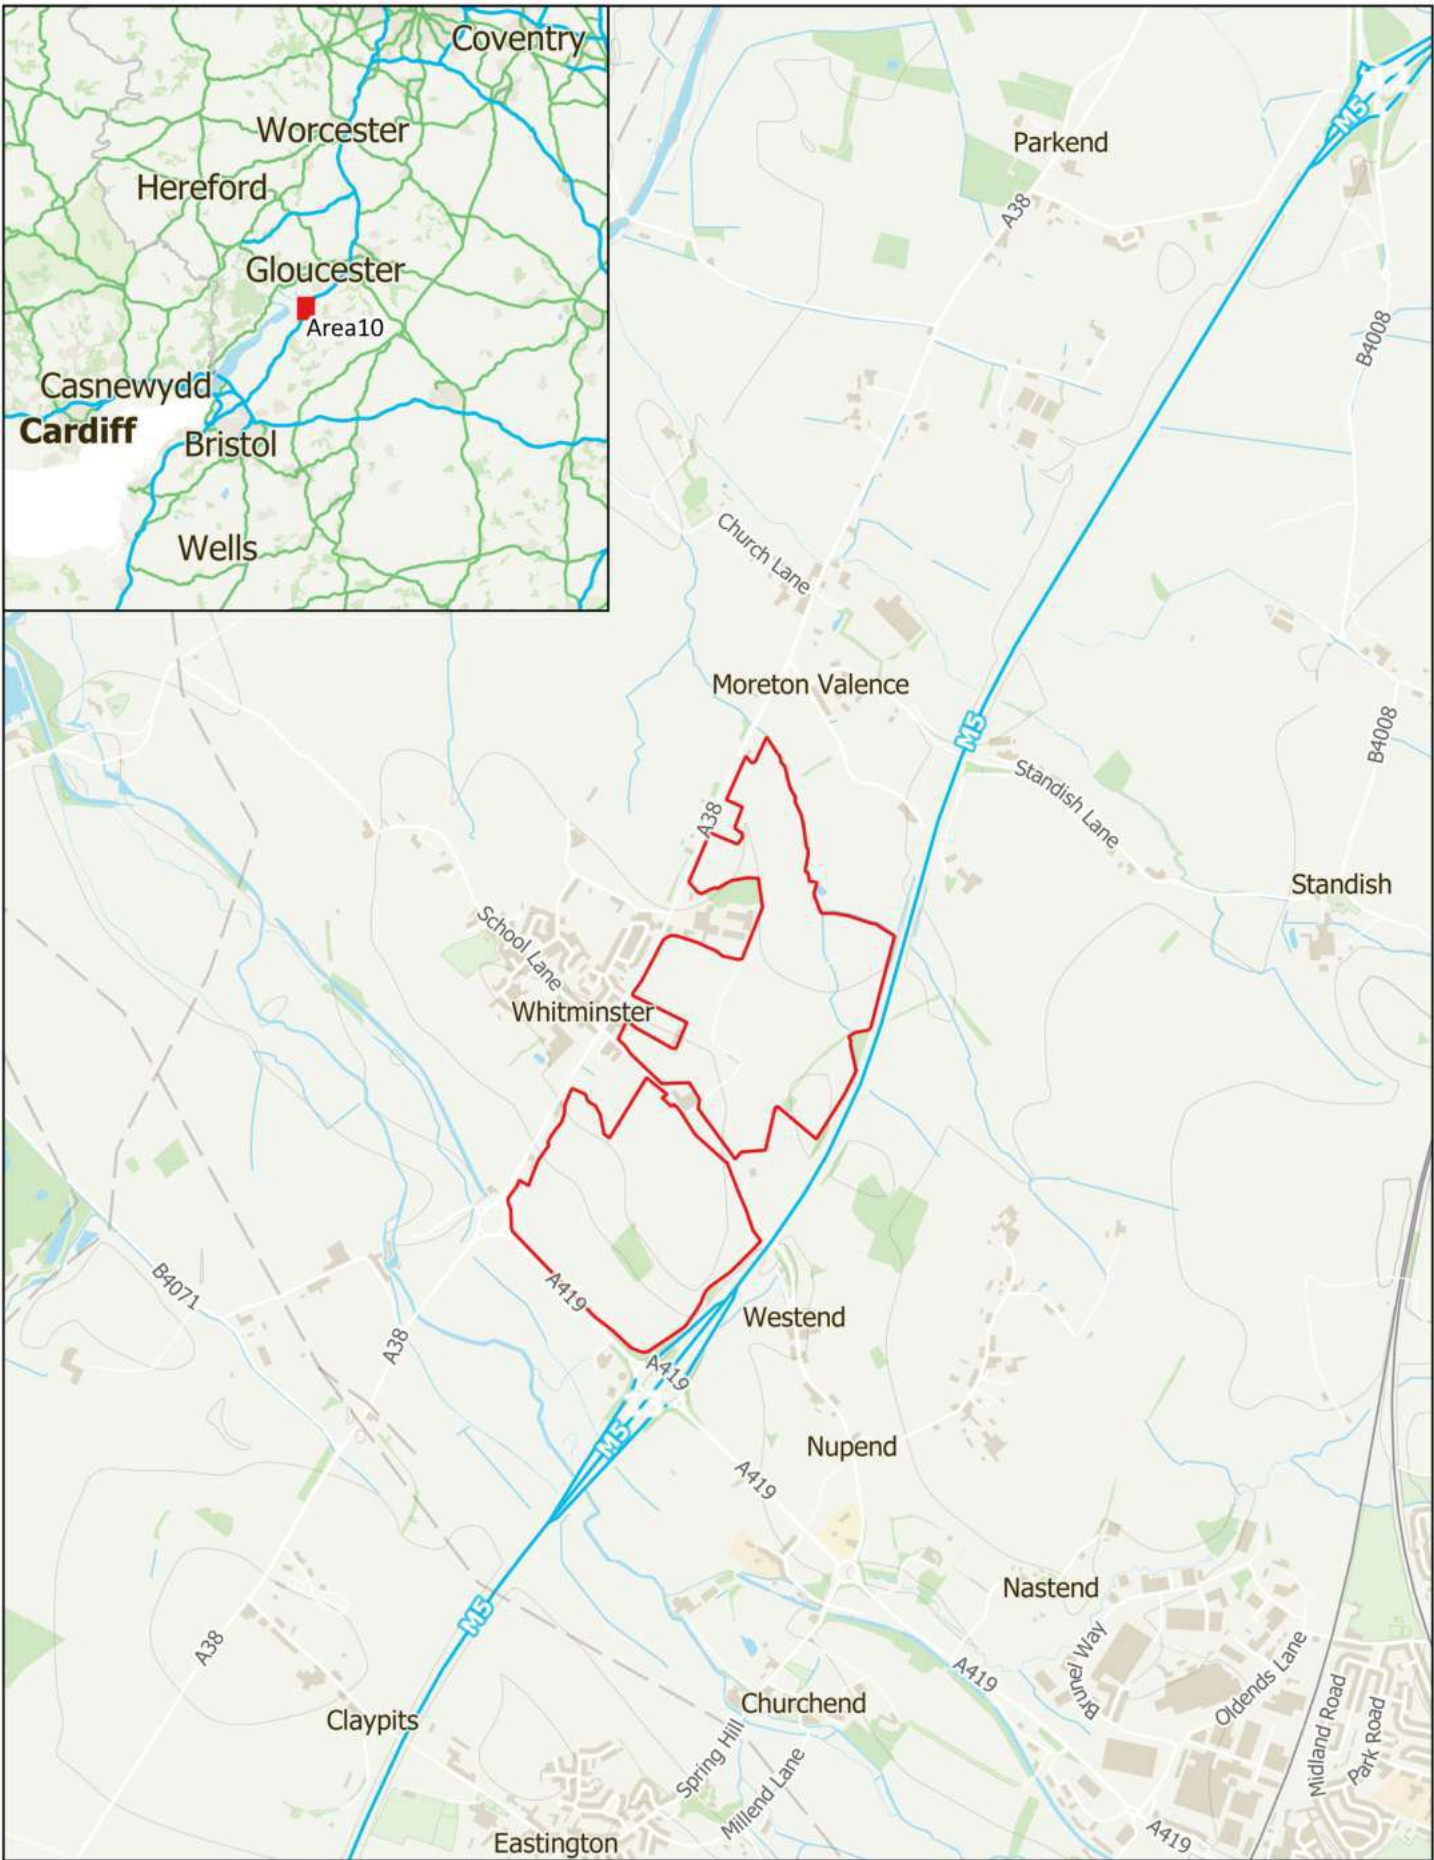 Coventry
Worcester
Hereford
Gloucester
Area10
Casnewydd
Cardiff
Bristol
Wells
M5
Parkend
A38
B4008
Church Lane
Moreton Valence
M5
B4008
Standish Lane
A38
Standish
School Lane
Whitminster
B4071
A419
A38
Westend
A419
M5
Nupend
A419
Nastend
M5
A38
Brunel Way
A419
Oldends Lane
Churchend
Claypits
Midland Road
Park Road
Spring Hill
Millend Lane
A419
Eastington